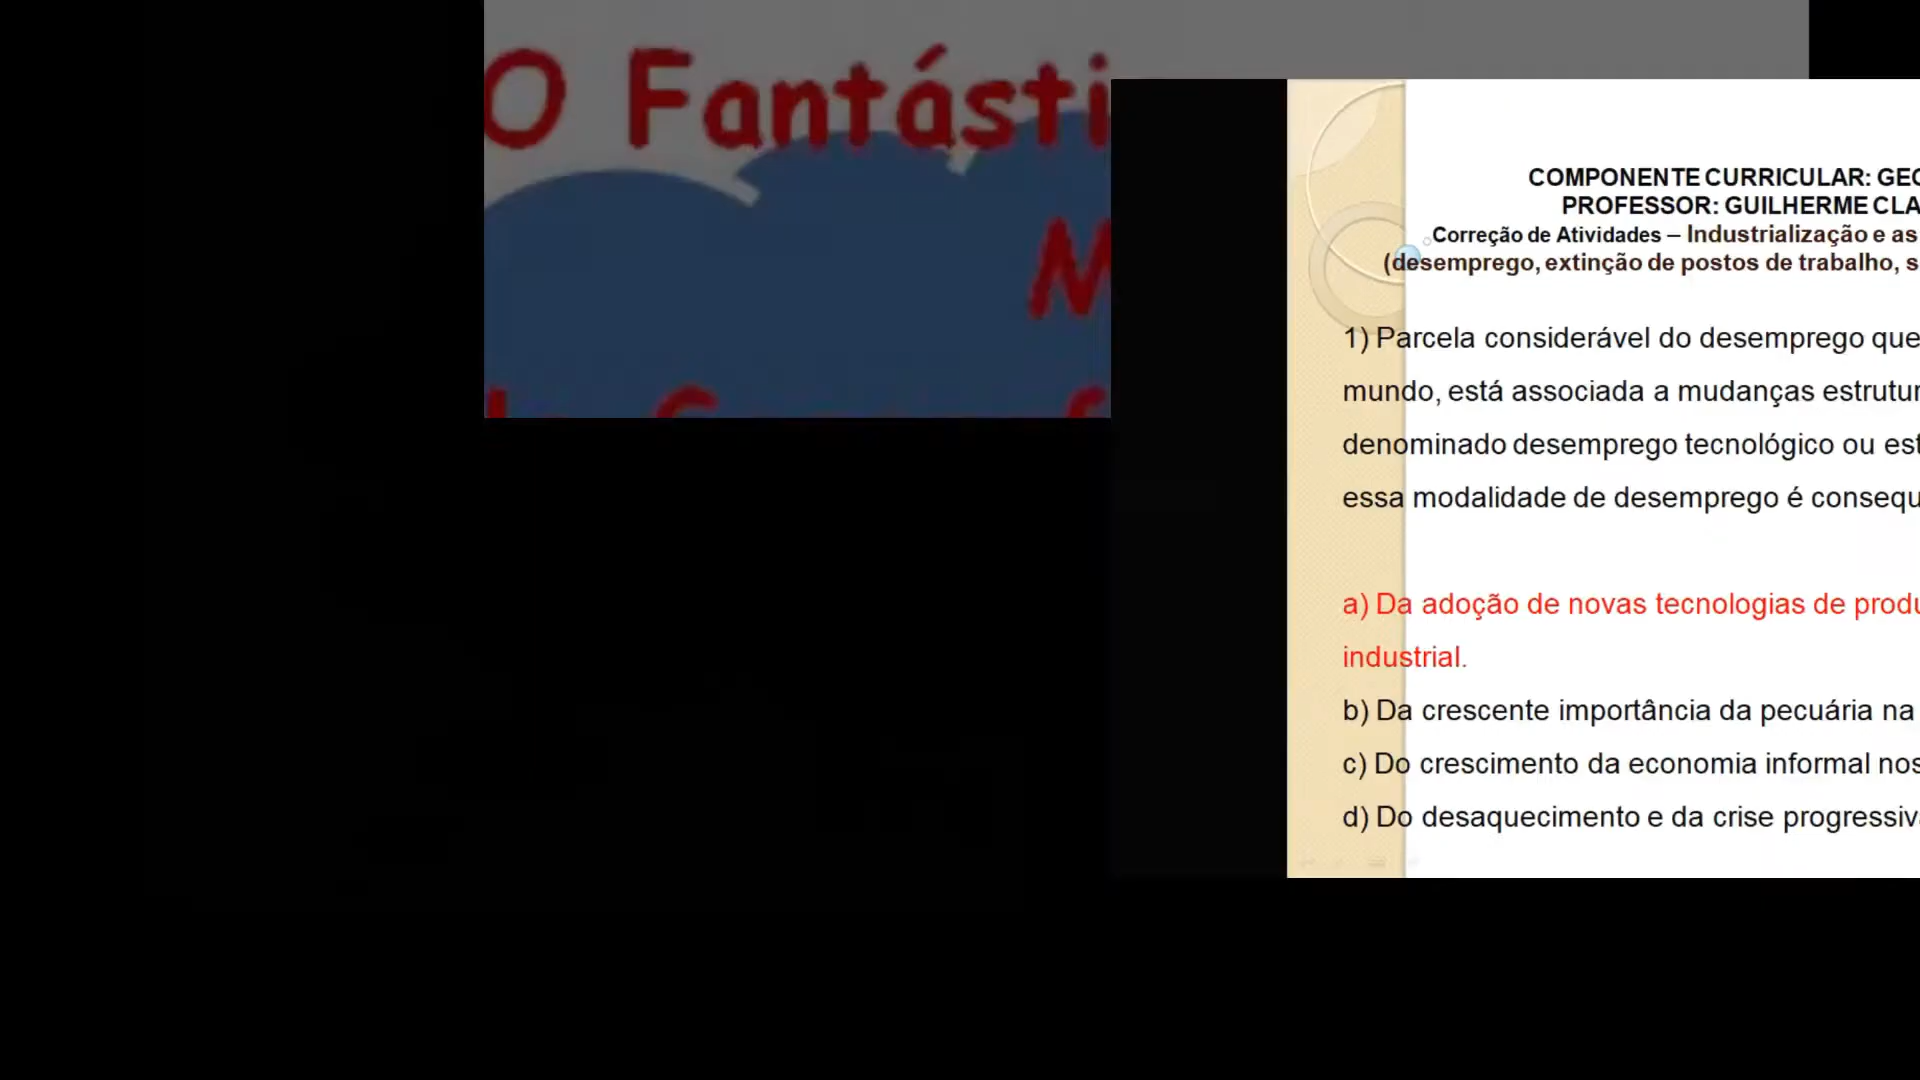 O Fantásti
M
COMPONENTE CURRICULAR: GEO
PROFESSOR: GUILHERME CLA
Correção de Atividades – Industrialização e as
(desemprego, extinção de postos de trabalho, s
1) Parcela considerável do desemprego que
mundo, está associada a mudanças estrutur
denominado desemprego tecnológico ou est
essa modalidade de desemprego é consequ
a) Da adoção de novas tecnologias de produ
industrial.
b) Da crescente importância da pecuária na
c) Do crescimento da economia informal nos
d) Do desaquecimento e da crise progressiv